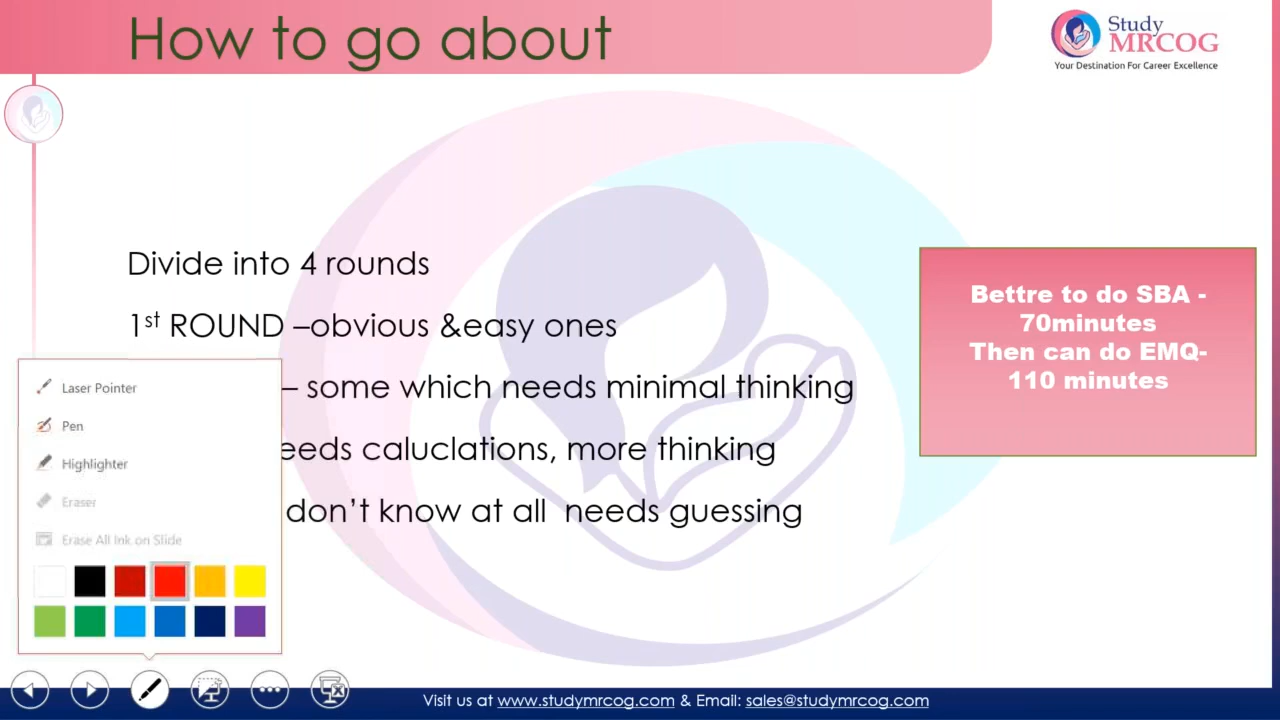 How to go about
Study
MRCOG
Your Destination For Career Excellence
Divide into 4 rounds
1st ROUND –obvious &easy ones
– some which needs minimal thinking
eeds caluclations, more thinking
don’t know at all needs guessing
Bettre to do SBA -
70minutes
Then can do EMQ-
110 minutes
Laser Pointer
Pen
Highlighter
Eraser
Erase All Ink on Slide
Visit us at www.studymrcog.com & Email: sales@studymrcog.com